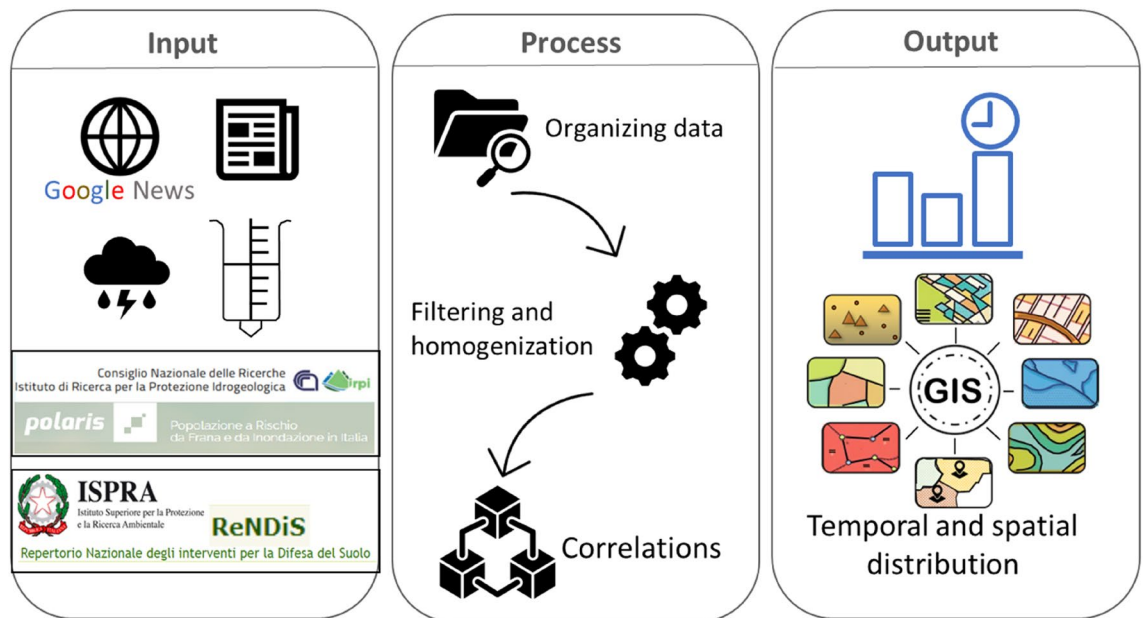 Input
Google News
Consiglio Nazionale delle Ricerche
Istituto di Ricerca per la Protezione Idrogeologica
irpi
polaris
Popolazione a Rischio
da Frana e da Inondazione in Italia
ISPRA
Istituto Superiore per la Protezione
e la Ricerca Ambientale
ReNDiS
Repertorio Nazionale degli interventi per la Difesa del Suolo
Process
Organizing data
Filtering and
homogenization
Correlations
Output
GIS
Temporal and spatial
distribution